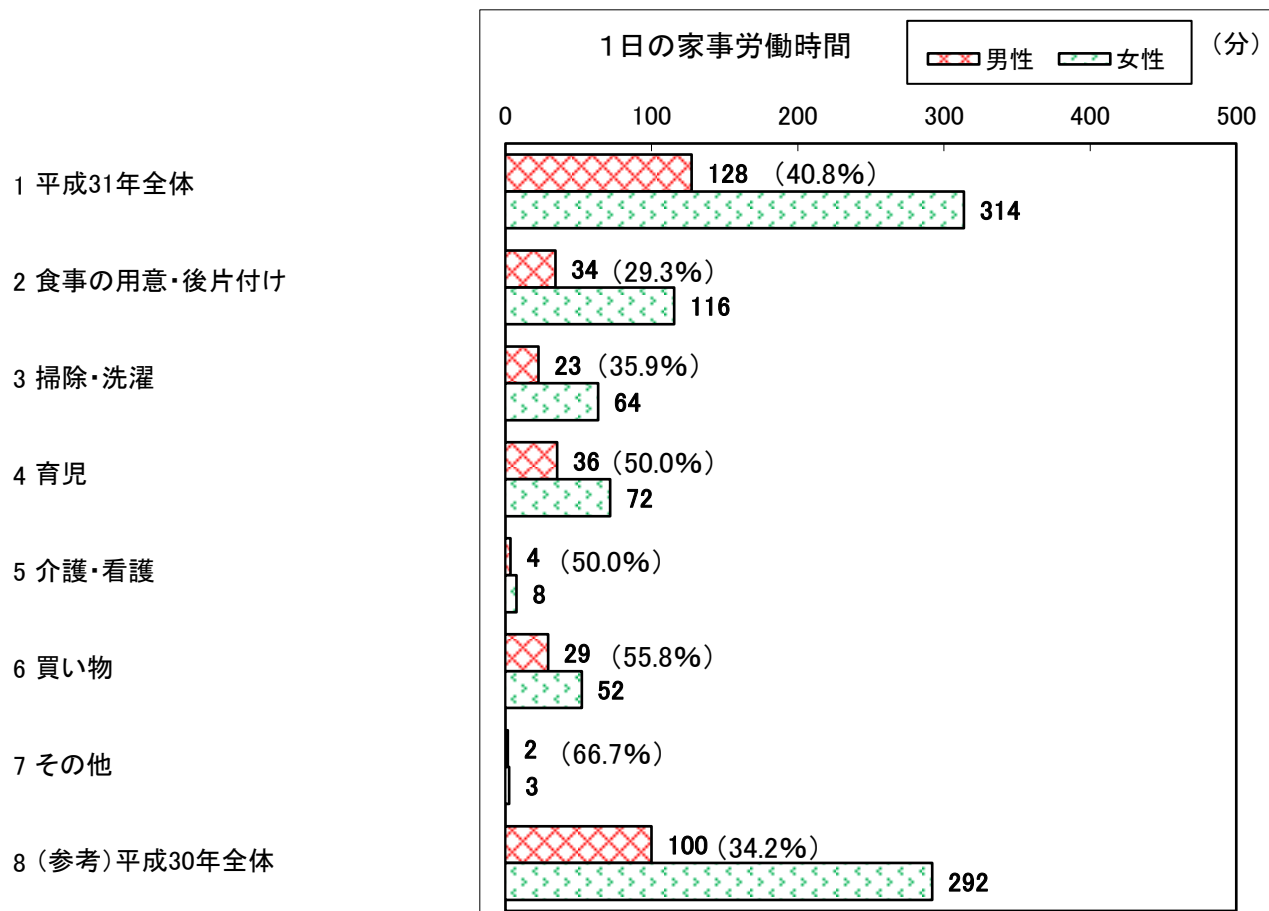 1日の家事労働時間
男性 女性
(分)
0 100 200 300 400 500
1 平成31年全体
128 (40.8%)
314
2 食事の用意・後片付け
34 (29.3%)
116
3 掃除・洗濯
23 (35.9%)
64
4 育児
36 (50.0%)
72
5 介護・看護
4 (50.0%)
8
6 買い物
29 (55.8%)
52
7 その他
2 (66.7%)
3
8 (参考)平成30年全体
100 (34.2%)
292